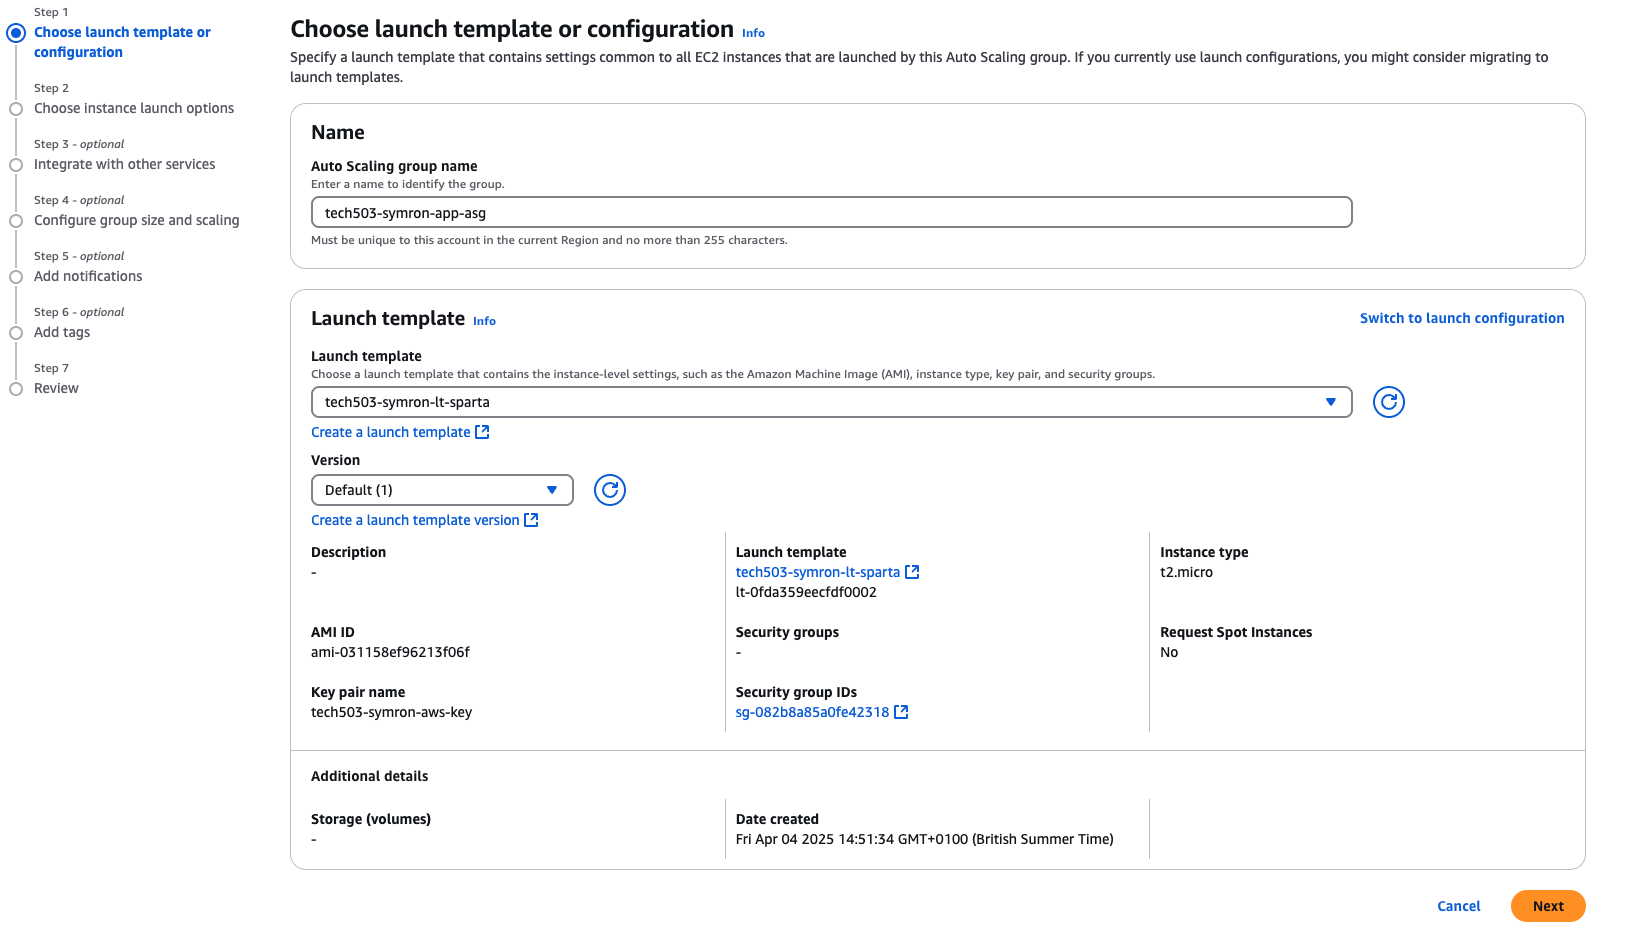 Step 1
Choose launch template or
configuration
Step 2
Choose instance launch options
Step 3 - optional
Integrate with other services
Step 4 - optional
Configure group size and scaling
Step 5 - optional
Add notifications
Step 6 - optional
Add tags
Step 7
Review
Choose launch template or configuration Info
Specify a launch template that contains settings common to all EC2 instances that are launched by this Auto Scaling group. If you currently use launch configurations, you might consider migrating to
launch templates.
Name
Auto Scaling group name
Enter a name to identify the group.
tech503-symron-app-asg
Must be unique to this account in the current Region and no more than 255 characters.
Launch template Info
Switch to launch configuration
Launch template
Choose a launch template that contains the instance-level settings, such as the Amazon Machine Image (AMI), instance type, key pair, and security groups.
tech503-symron-lt-sparta
Create a launch template
Version
Default (1)
Create a launch template version
Description
-
Launch template
tech503-symron-lt-sparta
lt-0fda359eecfdf0002
Instance type
t2.micro
AMI ID
ami-031158ef96213f06f
Security groups
-
Request Spot Instances
No
Key pair name
tech503-symron-aws-key
Security group IDs
sg-082b8a85a0fe42318
Additional details
Storage (volumes)
-
Date created
Fri Apr 04 2025 14:51:34 GMT+0100 (British Summer Time)
Cancel
Next